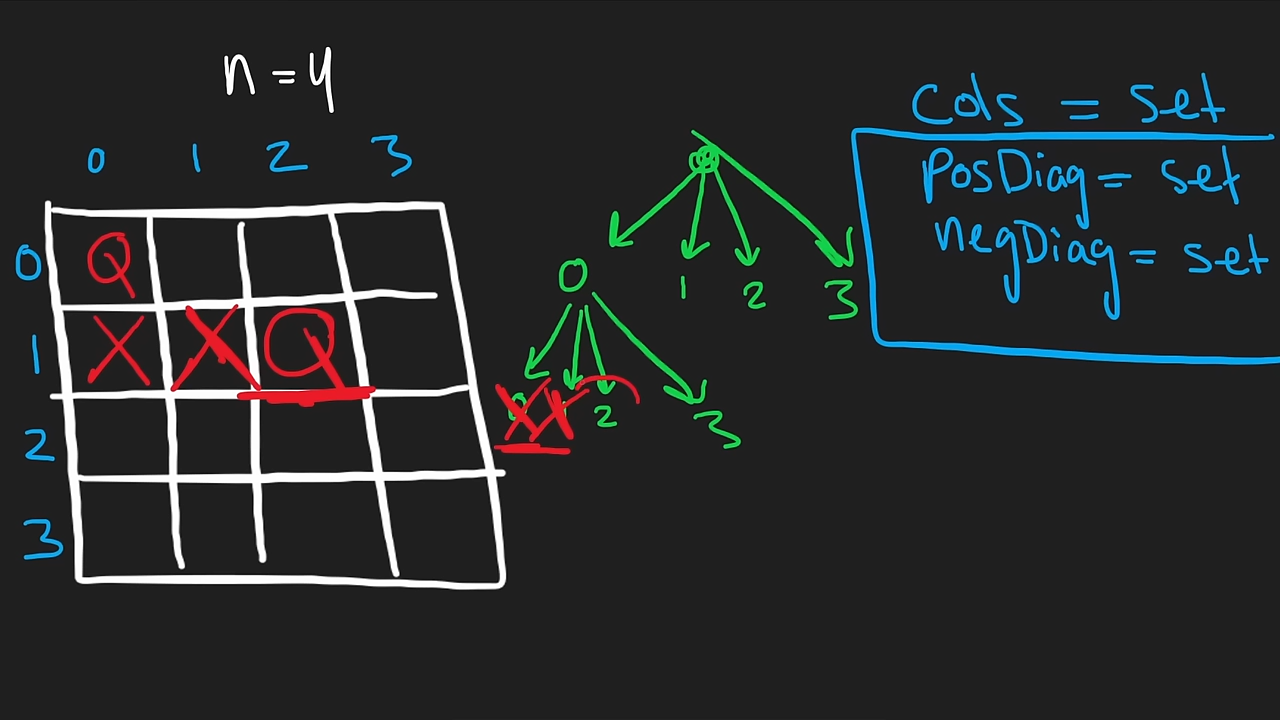 n = 4
cols = set
posDiag = set
negDiag = set
0 1 2 3
0 Q
1 X X Q
2
3
0 1 2 3
X X 2 3